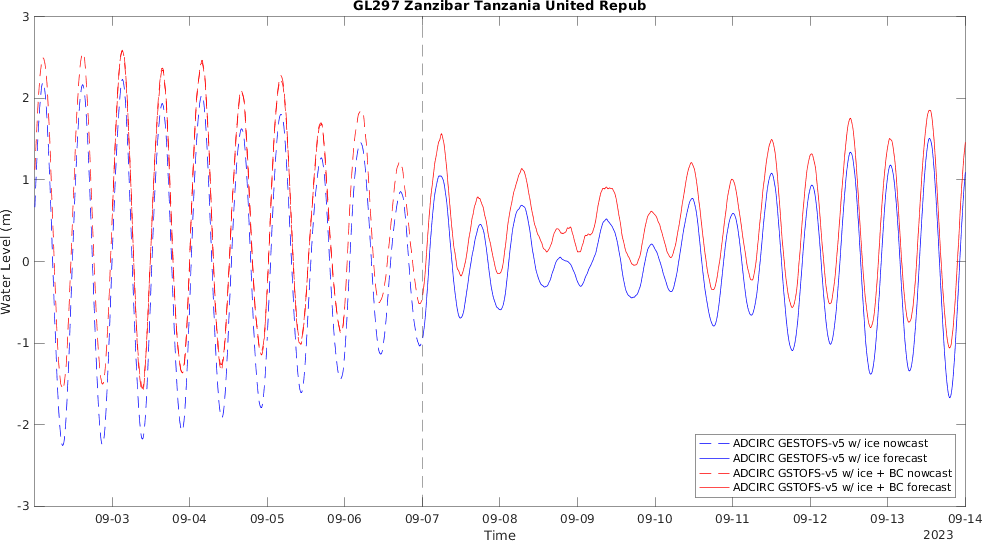 GL297 Zanzibar Tanzania United Repub
3
2
1
0
-1
-2
-3
Water Level (m)
09-03 09-04 09-05 09-06 09-07 09-08 09-09 09-10 09-11 09-12 09-13 09-14
Time
2023
ADCIRC GESTOFS-v5 w/ ice nowcast
ADCIRC GESTOFS-v5 w/ ice forecast
ADCIRC GSTOFS-v5 w/ ice + BC nowcast
ADCIRC GSTOFS-v5 w/ ice + BC forecast